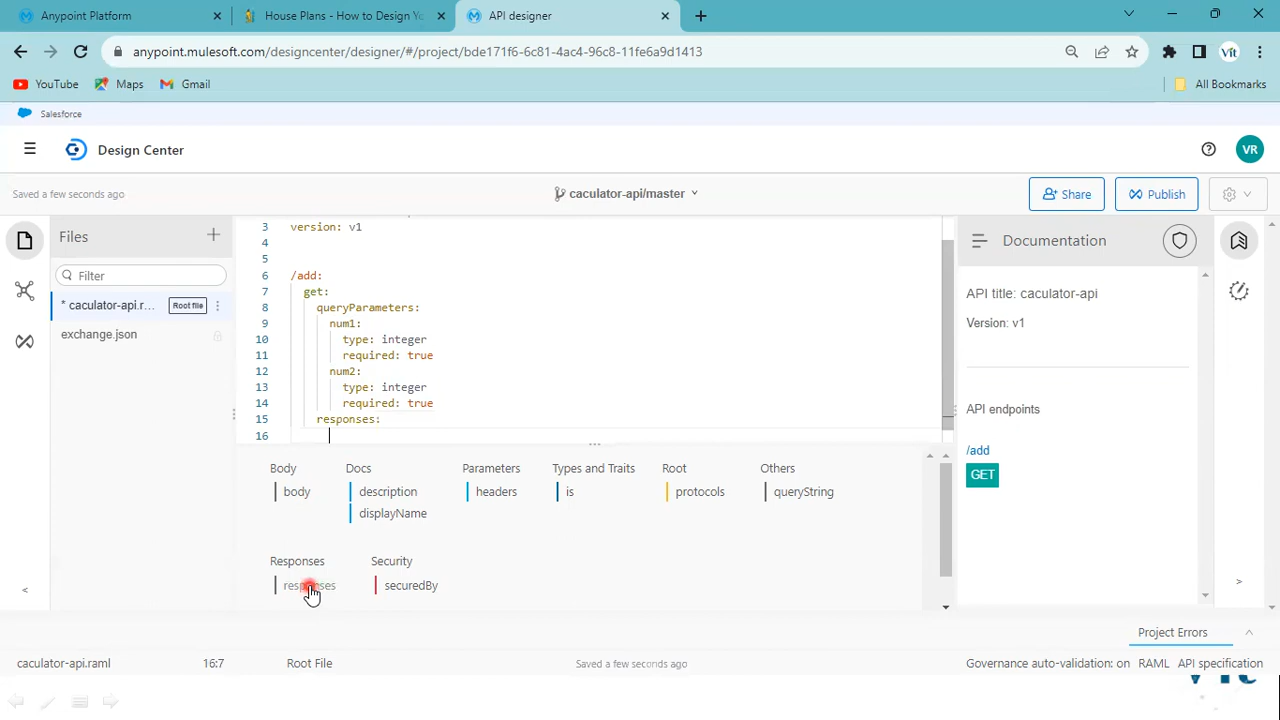 Anypoint Platform
House Plans - How to Design Yo
API designer
anypoint.mulesoft.com/designcenter/designer/#/project/bde171f6-6c81-4ac4-96c8-11fe6a9d1413
Vit
YouTube
Maps
Gmail
All Bookmarks
Salesforce
Design Center
VR
Saved a few seconds ago
caculator-api/master
Share
Publish
Files
Filter
* caculator-api.r...
Root file
exchange.json
3 version: v1
4
5
6 /add:
7 get:
8 queryParameters:
9 num1:
10 type: integer
11 required: true
12 num2:
13 type: integer
14 required: true
15 responses:
16
Documentation
API title: caculator-api
Version: v1
API endpoints
/add
GET
Body Docs Parameters Types and Traits Root Others
body description headers is protocols queryString
displayName
Responses Security
responses securedBy
Project Errors
caculator-api.raml 16:7 Root File Saved a few seconds ago Governance auto-validation: on RAML API specification